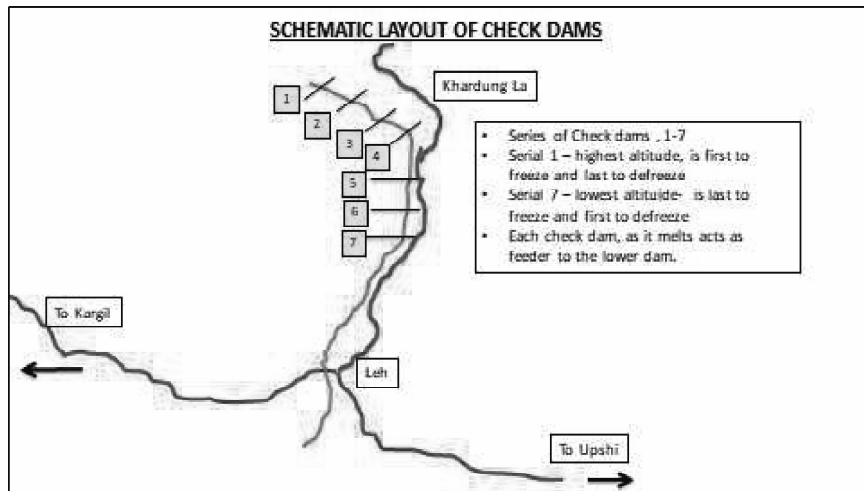 SCHEMATIC LAYOUT OF CHECK DAMS
Khardung La
1
2
3
4
5
6
7
• Series of Check dams , 1-7
• Serial 1 – highest altitude, is first to
freeze and last to defreeze
• Serial 7 – lowest altituide- is last to
freeze and first to defreeze
• Each check dam, as it melts acts as
feeder to the lower dam.
To Kargil
Leh
To Upshi